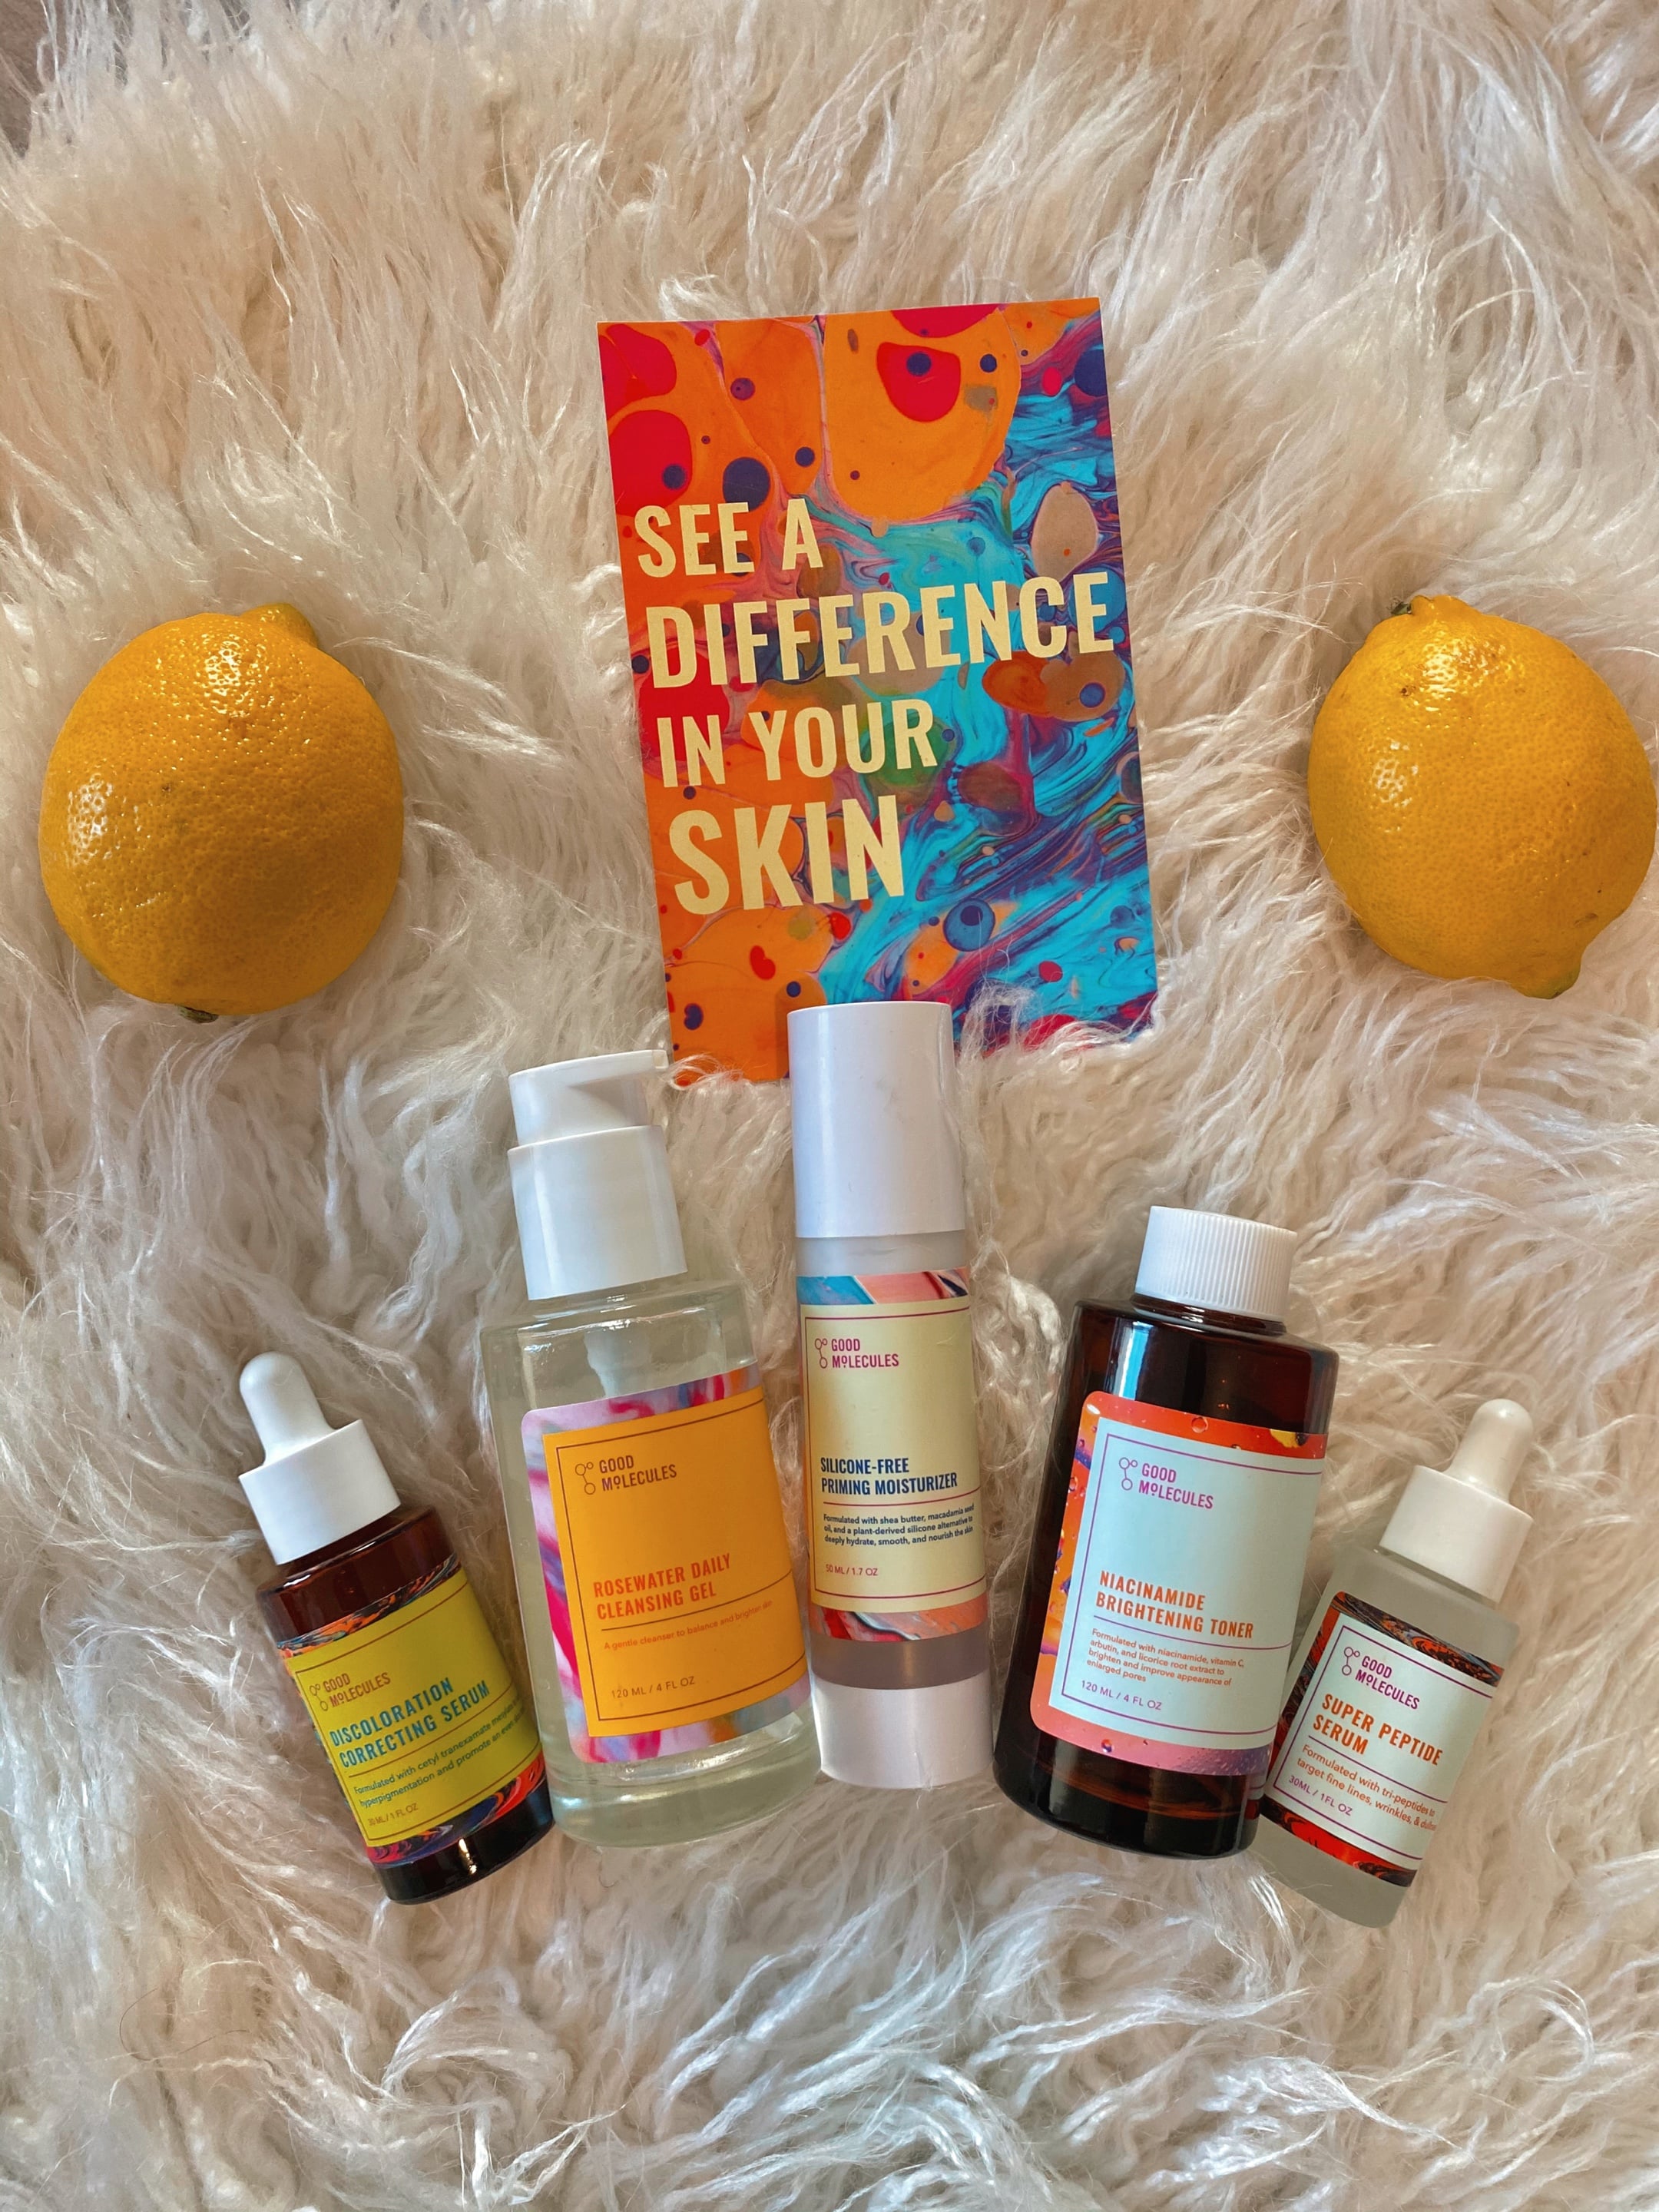 SEE A
DIFFERENCE
IN YOUR
SKIN
GOOD
MOLECULES
DISCOLORATION
CORRECTING SERUM
Formulated with cetyl tranexamate mesylate
hyperpigmentation and promote an even
30 ML / 1 FL OZ
GOOD
MOLECULES
ROSEWATER DAILY
CLEANSING GEL
A gentle cleanser to balance and brighten skin
120 ML / 4 FL OZ
GOOD
MOLECULES
SILICONE-FREE
PRIMING MOISTURIZER
Formulated with shea butter, macadamia seed
oil, and a plant-derived silicone alternative to
deeply hydrate, smooth, and nourish the skin
50 ML / 1.7 OZ
GOOD
MOLECULES
NIACINAMIDE
BRIGHTENING TONER
Formulated with niacinamide, vitamin C,
arbutin, and licorice root extract to
brighten and improve appearance of
enlarged pores
120 ML / 4 FL OZ
GOOD
MOLECULES
SUPER PEPTIDE
SERUM
Formulated with tri-peptides to
target fine lines, wrinkles, &
30ML / 1FL OZ